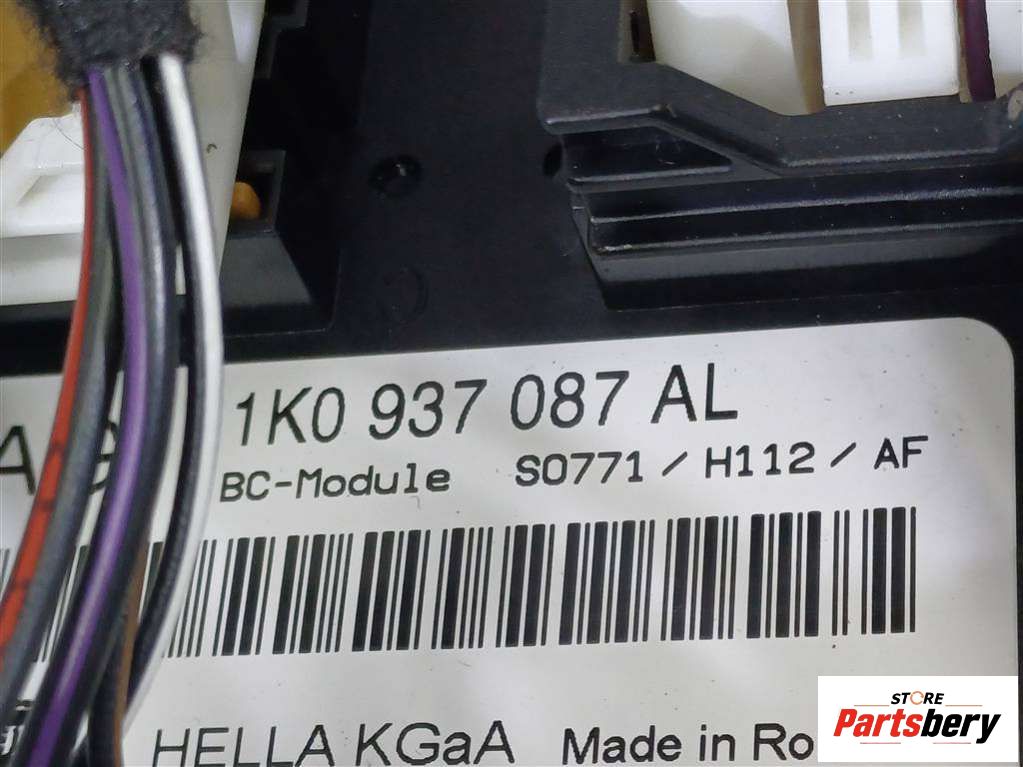 1K0 937 087 AL
BC-Module S0771 / H112 / AF
HELLA KGaA Made in Ro
STORE
Partsbery